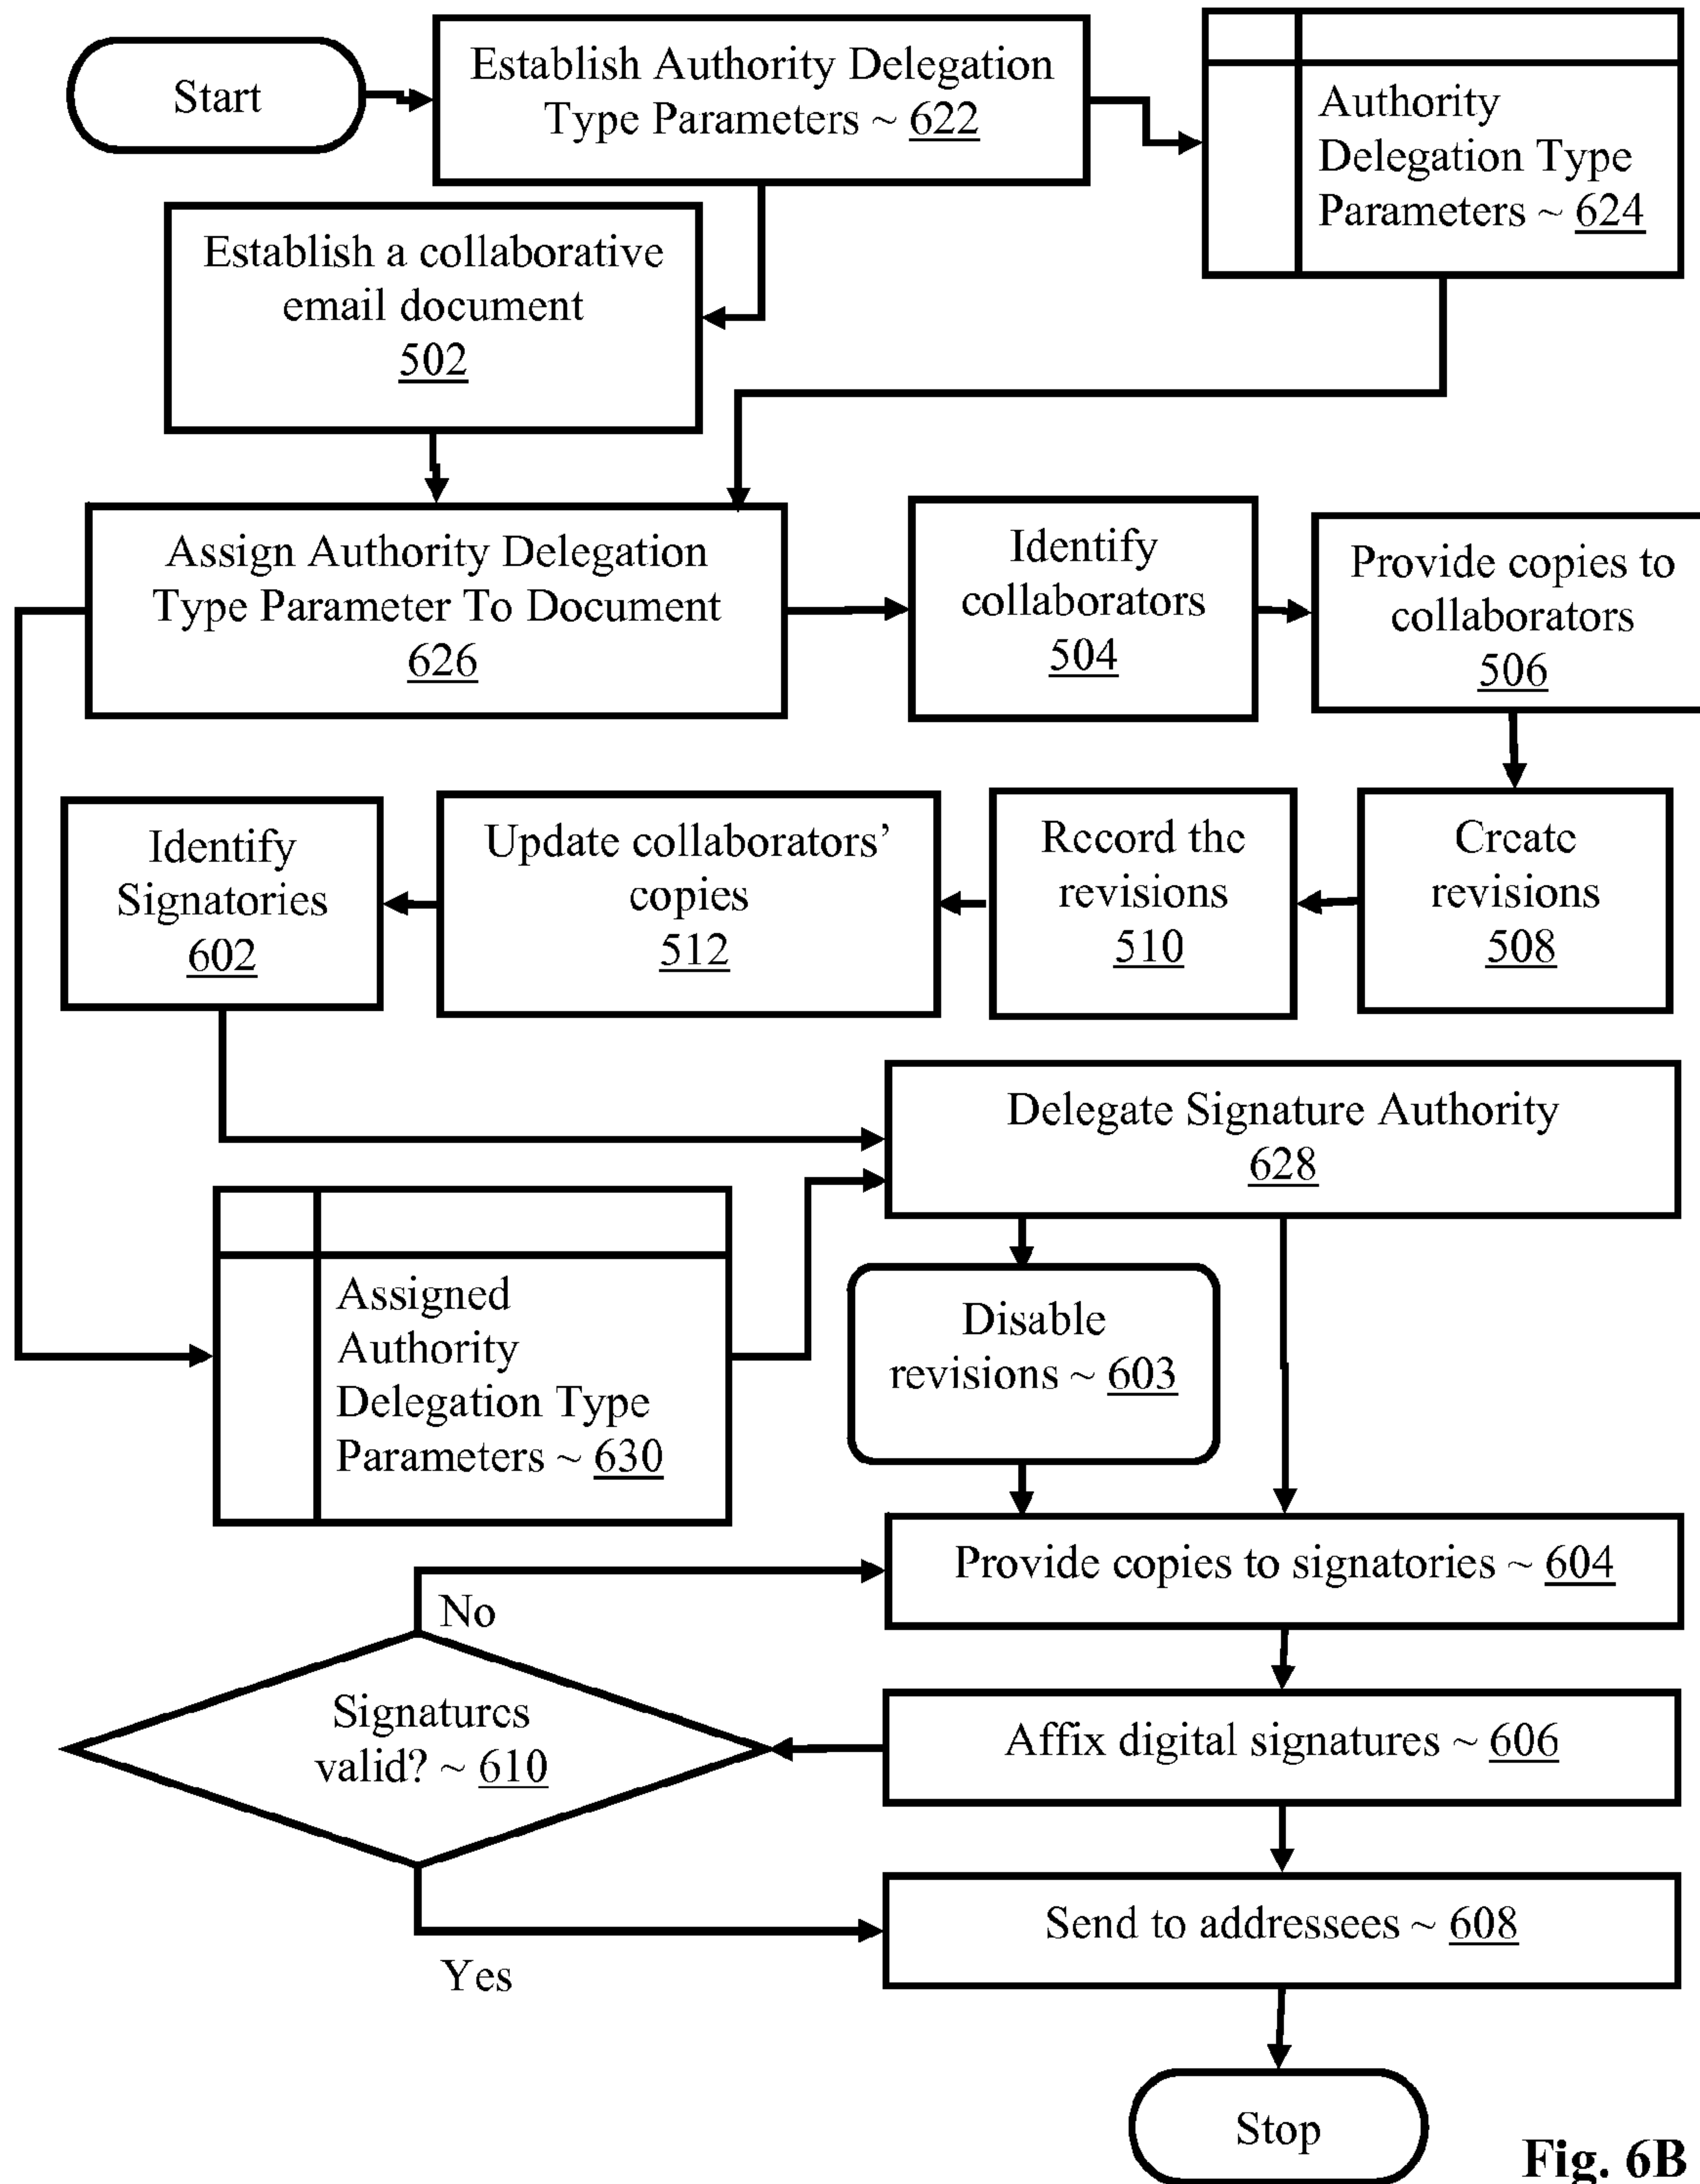 Start
Establish Authority Delegation
Type Parameters ~ 622
Authority
Delegation Type
Parameters ~ 624
Establish a collaborative
email document
502
Assign Authority Delegation
Type Parameter To Document
626
Identify
collaborators
504
Provide copies to
collaborators
506
Identify
Signatories
602
Update collaborators’
copies
512
Record the
revisions
510
Create
revisions
508
Delegate Signature Authority
628
Assigned
Authority
Delegation Type
Parameters ~ 630
Disable
revisions ~ 603
Provide copies to signatories ~ 604
No
Signatures
valid? ~ 610
Affix digital signatures ~ 606
Send to addressees ~ 608
Yes
Stop
Fig. 6B